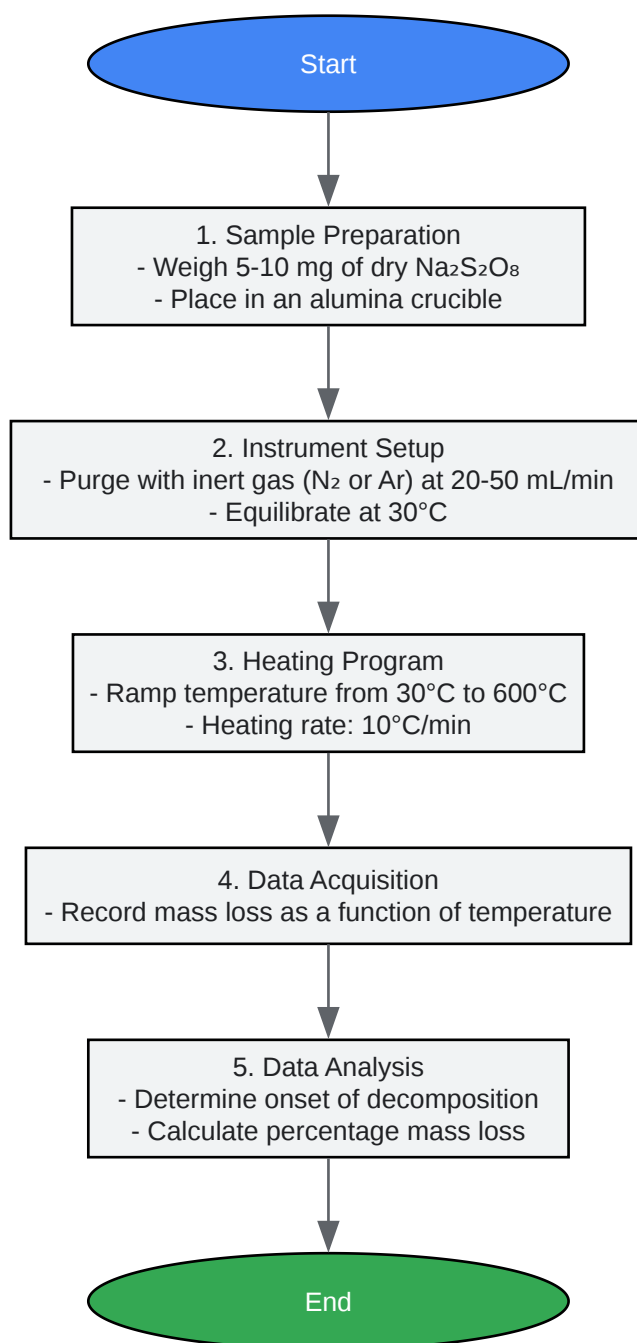 Start
1. Sample Preparation
- Weigh 5-10 mg of dry Na₂S₂O₈
- Place in an alumina crucible
2. Instrument Setup
- Purge with inert gas (N₂ or Ar) at 20-50 mL/min
- Equilibrate at 30°C
3. Heating Program
- Ramp temperature from 30°C to 600°C
- Heating rate: 10°C/min
4. Data Acquisition
- Record mass loss as a function of temperature
5. Data Analysis
- Determine onset of decomposition
- Calculate percentage mass loss
End